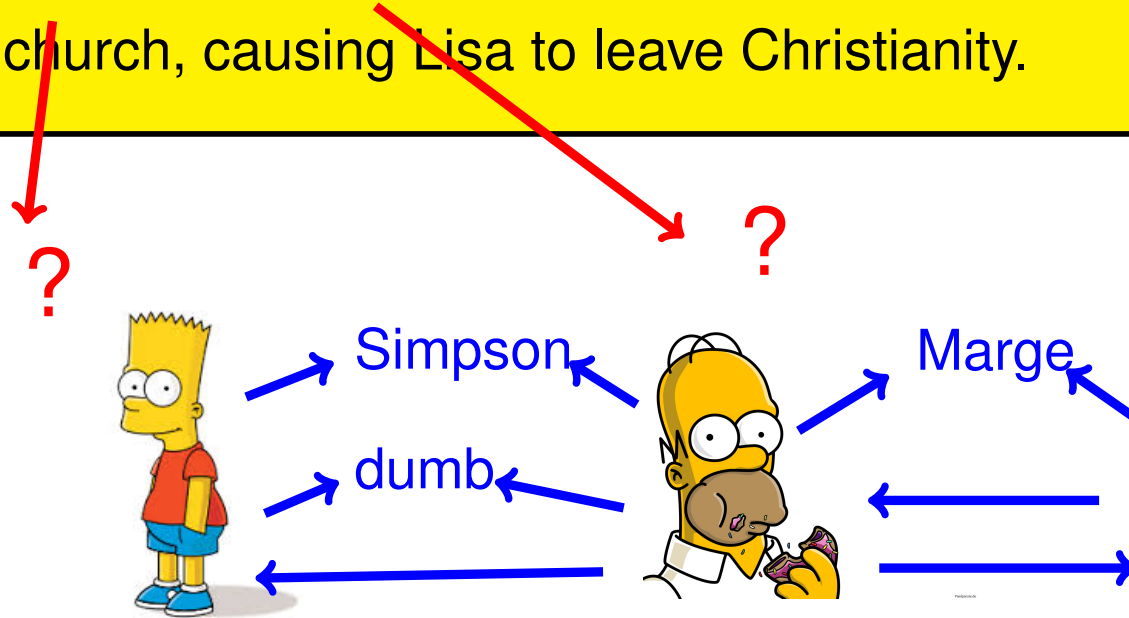 church, causing Lisa to leave Christianity.
? ?
Simpson Marge
dumb